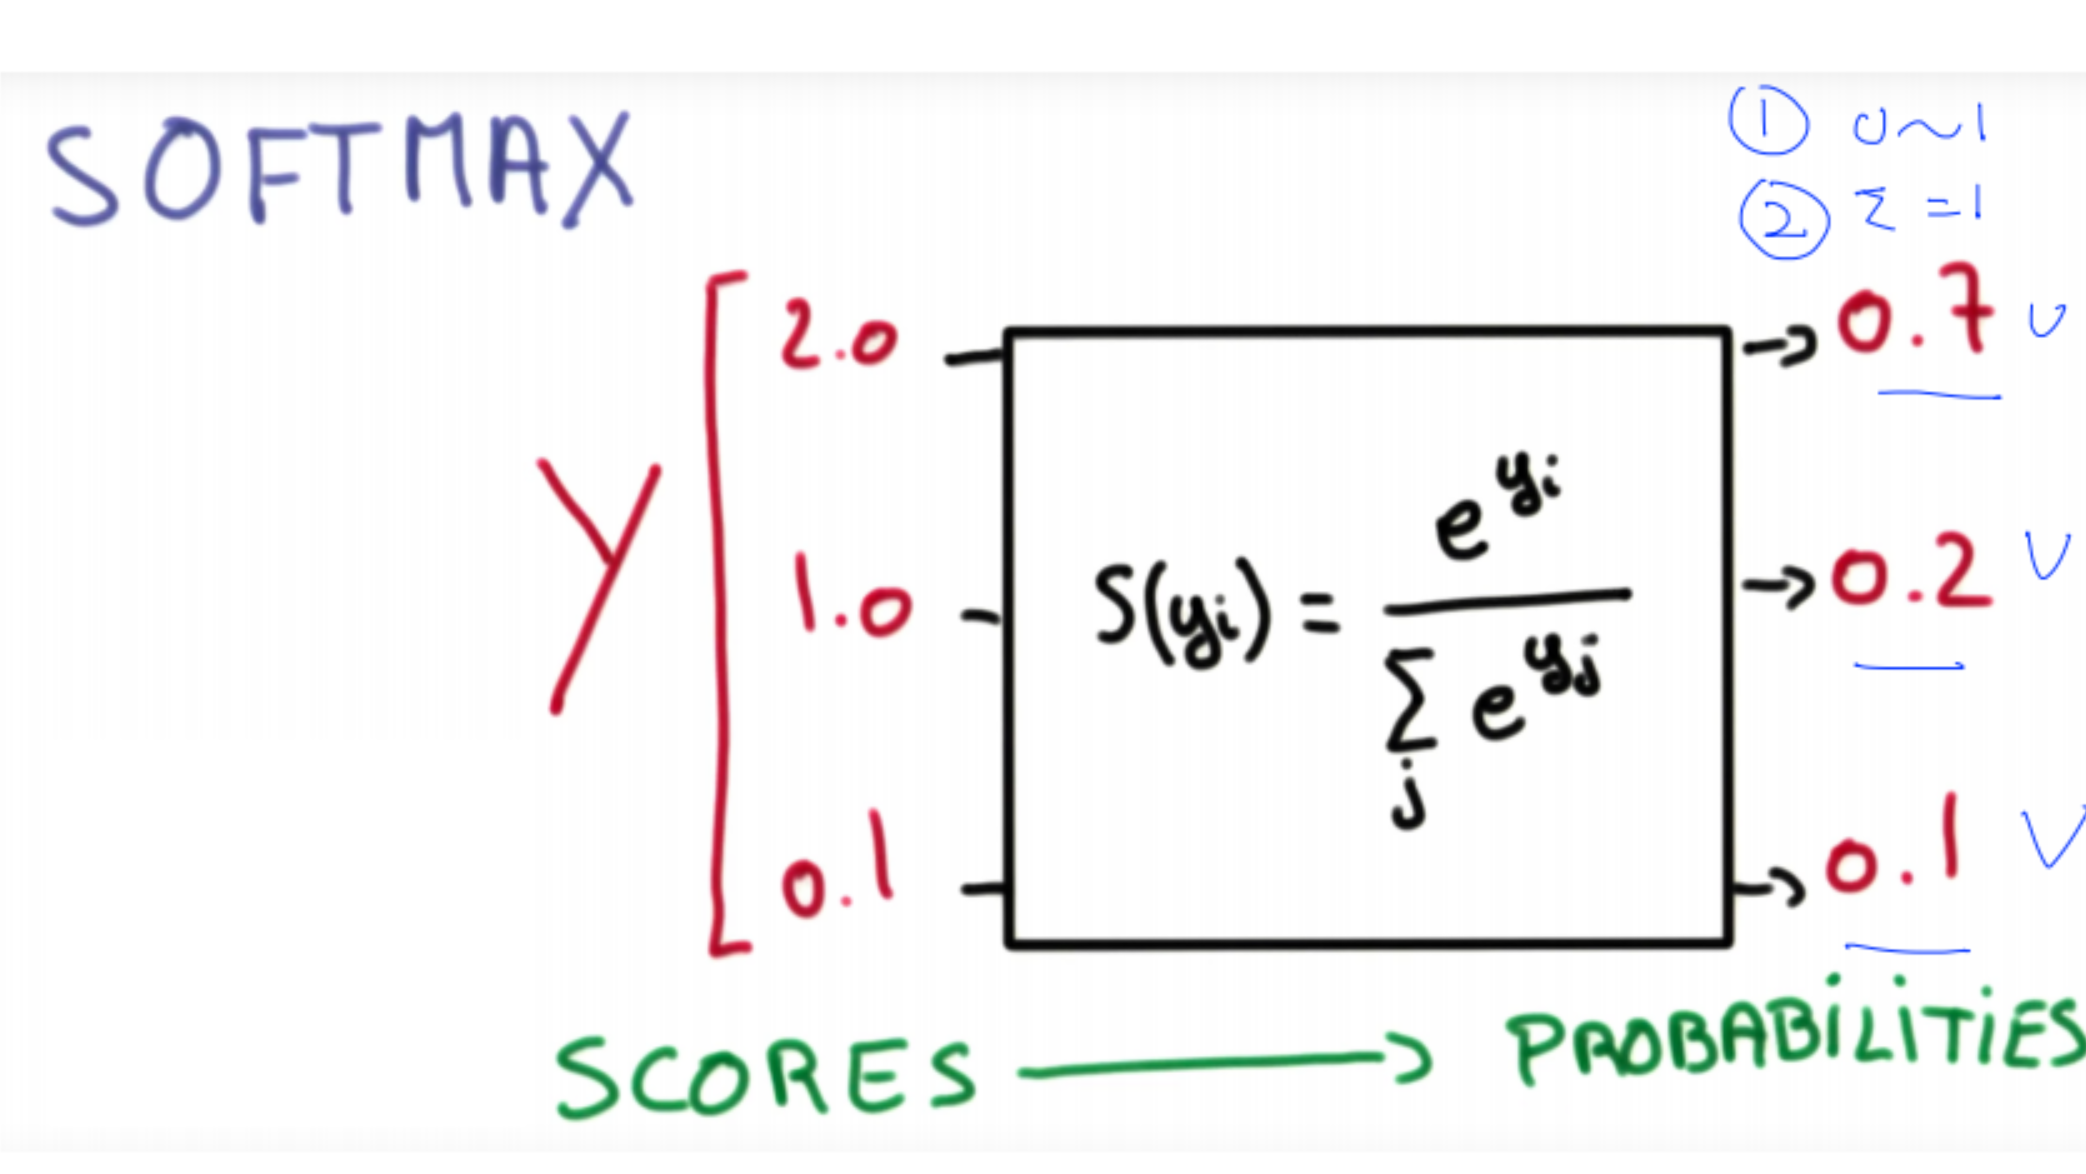 SOFTMAX
① 0~1
② Σ =1
Y [ 2.0 → 0.7 ✓
1.0 → 0.2 ✓
0.1 → 0.1 ✓
S(yᵢ) = e^{yᵢ} / Σ_j e^{yⱼ}
SCORES → PROBABILITIES